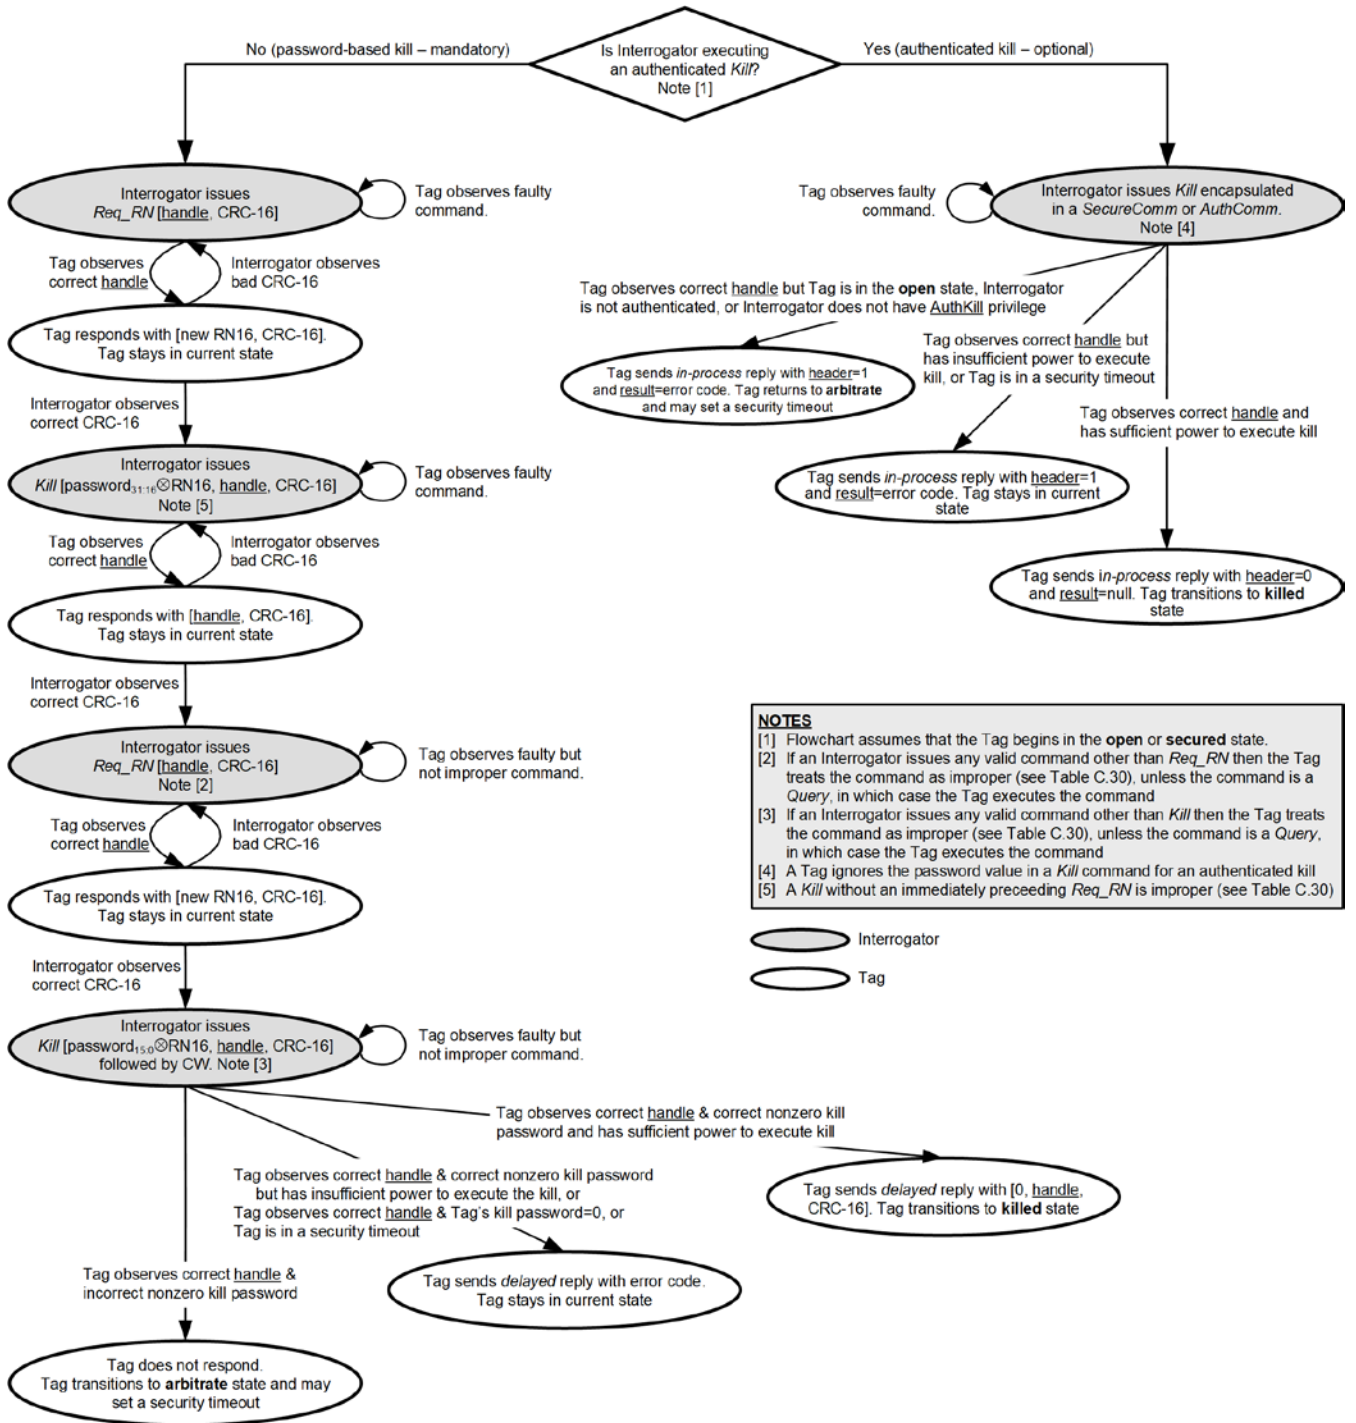 No (password-based kill – mandatory)
Is Interrogator executing
an authenticated Kill?
Note [1]
Yes (authenticated kill – optional)
Interrogator issues
Req_RN [handle, CRC-16]
Tag observes faulty
command.
Tag observes
correct handle
Interrogator observes
bad CRC-16
Tag responds with [new RN16, CRC-16].
Tag stays in current state
Interrogator observes
correct CRC-16
Interrogator issues
Kill [password31:16⊗RN16, handle, CRC-16]
Note [5]
Tag observes faulty
command.
Tag observes
correct handle
Interrogator observes
bad CRC-16
Tag responds with [handle, CRC-16].
Tag stays in current state
Interrogator observes
correct CRC-16
Interrogator issues
Req_RN [handle, CRC-16]
Note [2]
Tag observes faulty but
not improper command.
Tag observes
correct handle
Interrogator observes
bad CRC-16
Tag responds with [new RN16, CRC-16].
Tag stays in current state
Interrogator observes
correct CRC-16
Interrogator issues
Kill [password15:0⊗RN16, handle, CRC-16]
followed by CW. Note [3]
Tag observes faulty but
not improper command.
Tag observes correct handle & correct nonzero kill
password and has sufficient power to execute kill
Tag sends delayed reply with [0, handle,
CRC-16]. Tag transitions to killed state
Tag observes correct handle & correct nonzero kill password
but has insufficient power to execute the kill, or
Tag observes correct handle & Tag's kill password=0, or
Tag is in a security timeout
Tag sends delayed reply with error code.
Tag stays in current state
Tag observes correct handle &
incorrect nonzero kill password
Tag does not respond.
Tag transitions to arbitrate state and may
set a security timeout
Tag observes faulty
command.
Interrogator issues Kill encapsulated
in a SecureComm or AuthComm.
Note [4]
Tag observes correct handle but Tag is in the open state, Interrogator
is not authenticated, or Interrogator does not have AuthKill privilege
Tag sends in-process reply with header=1
and result=error code. Tag returns to arbitrate
and may set a security timeout
Tag observes correct handle but
has insufficient power to execute
kill, or Tag is in a security timeout
Tag sends in-process reply with header=1
and result=error code. Tag stays in current
state
Tag observes correct handle and
has sufficient power to execute kill
Tag sends in-process reply with header=0
and result=null. Tag transitions to killed
state
NOTES
[1] Flowchart assumes that the Tag begins in the open or secured state.
[2] If an Interrogator issues any valid command other than Req_RN then the Tag
treats the command as improper (see Table C.30), unless the command is a
Query, in which case the Tag executes the command
[3] If an Interrogator issues any valid command other than Kill then the Tag treats
the command as improper (see Table C.30), unless the command is a Query,
in which case the Tag executes the command
[4] A Tag ignores the password value in a Kill command for an authenticated kill
[5] A Kill without an immediately preceeding Req_RN is improper (see Table C.30)
Interrogator
Tag